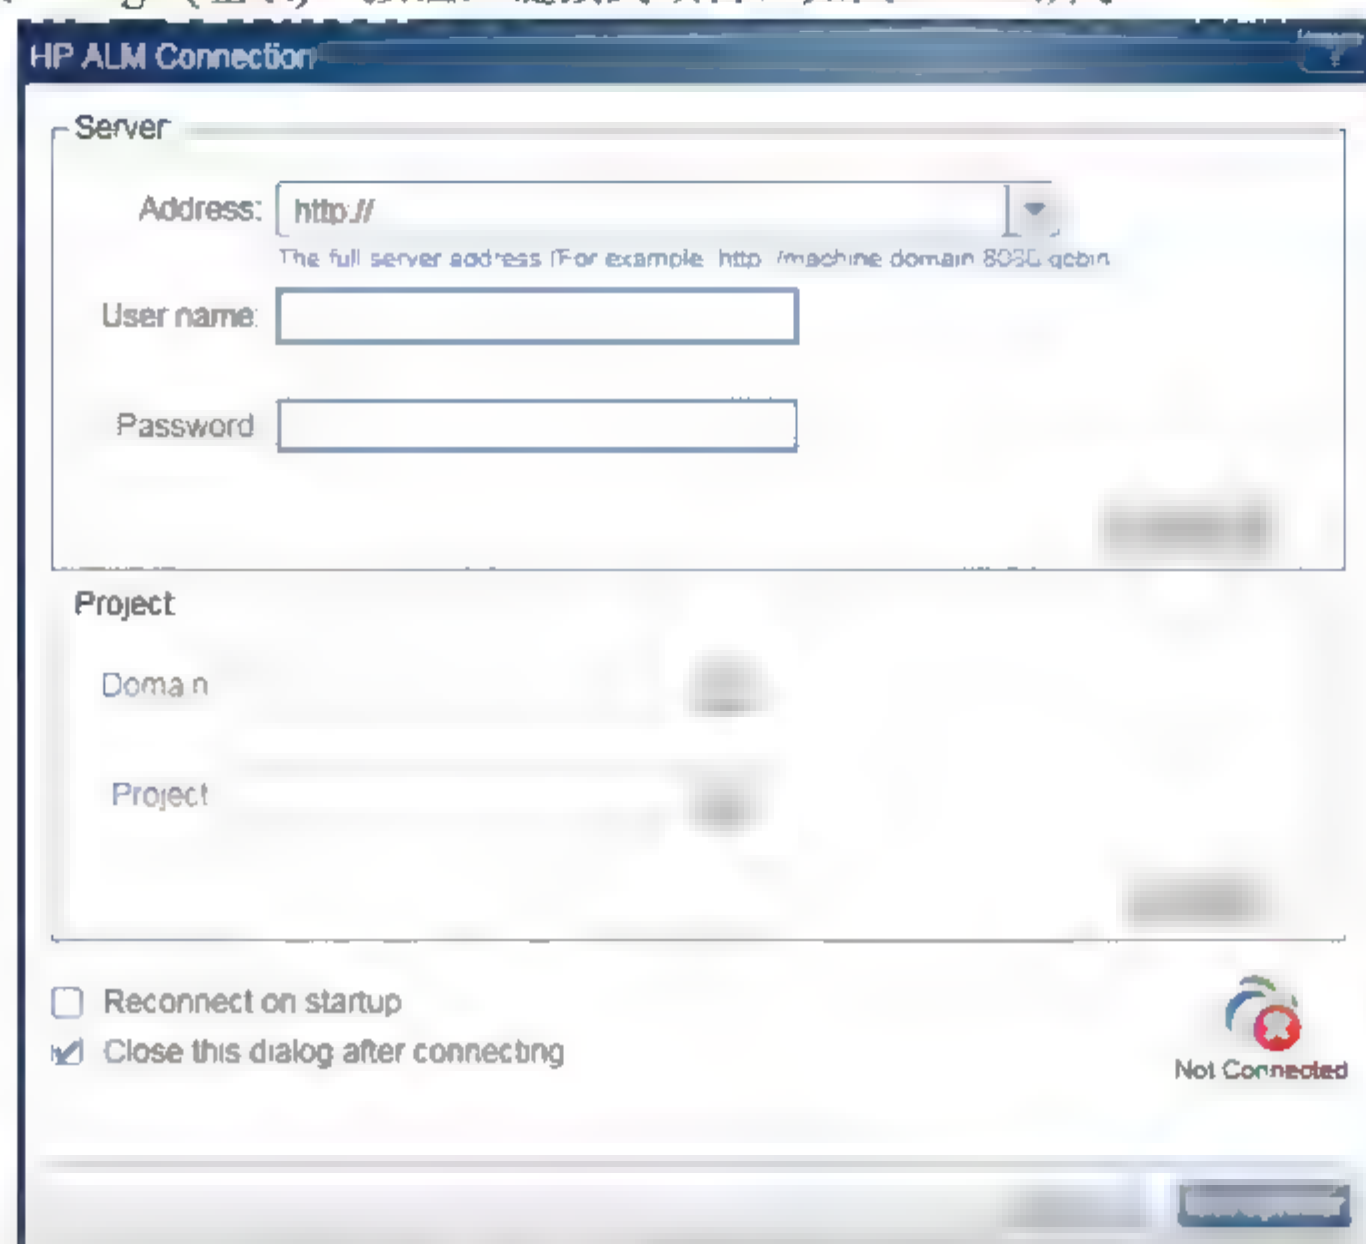 HP ALM Connection
Server
Address: http://
The full server address (For example, http://machine.domain:8080/qcbin
User name:
Password
Project
Domain
Project
Reconnect on startup
Close this dialog after connecting
Not Connected